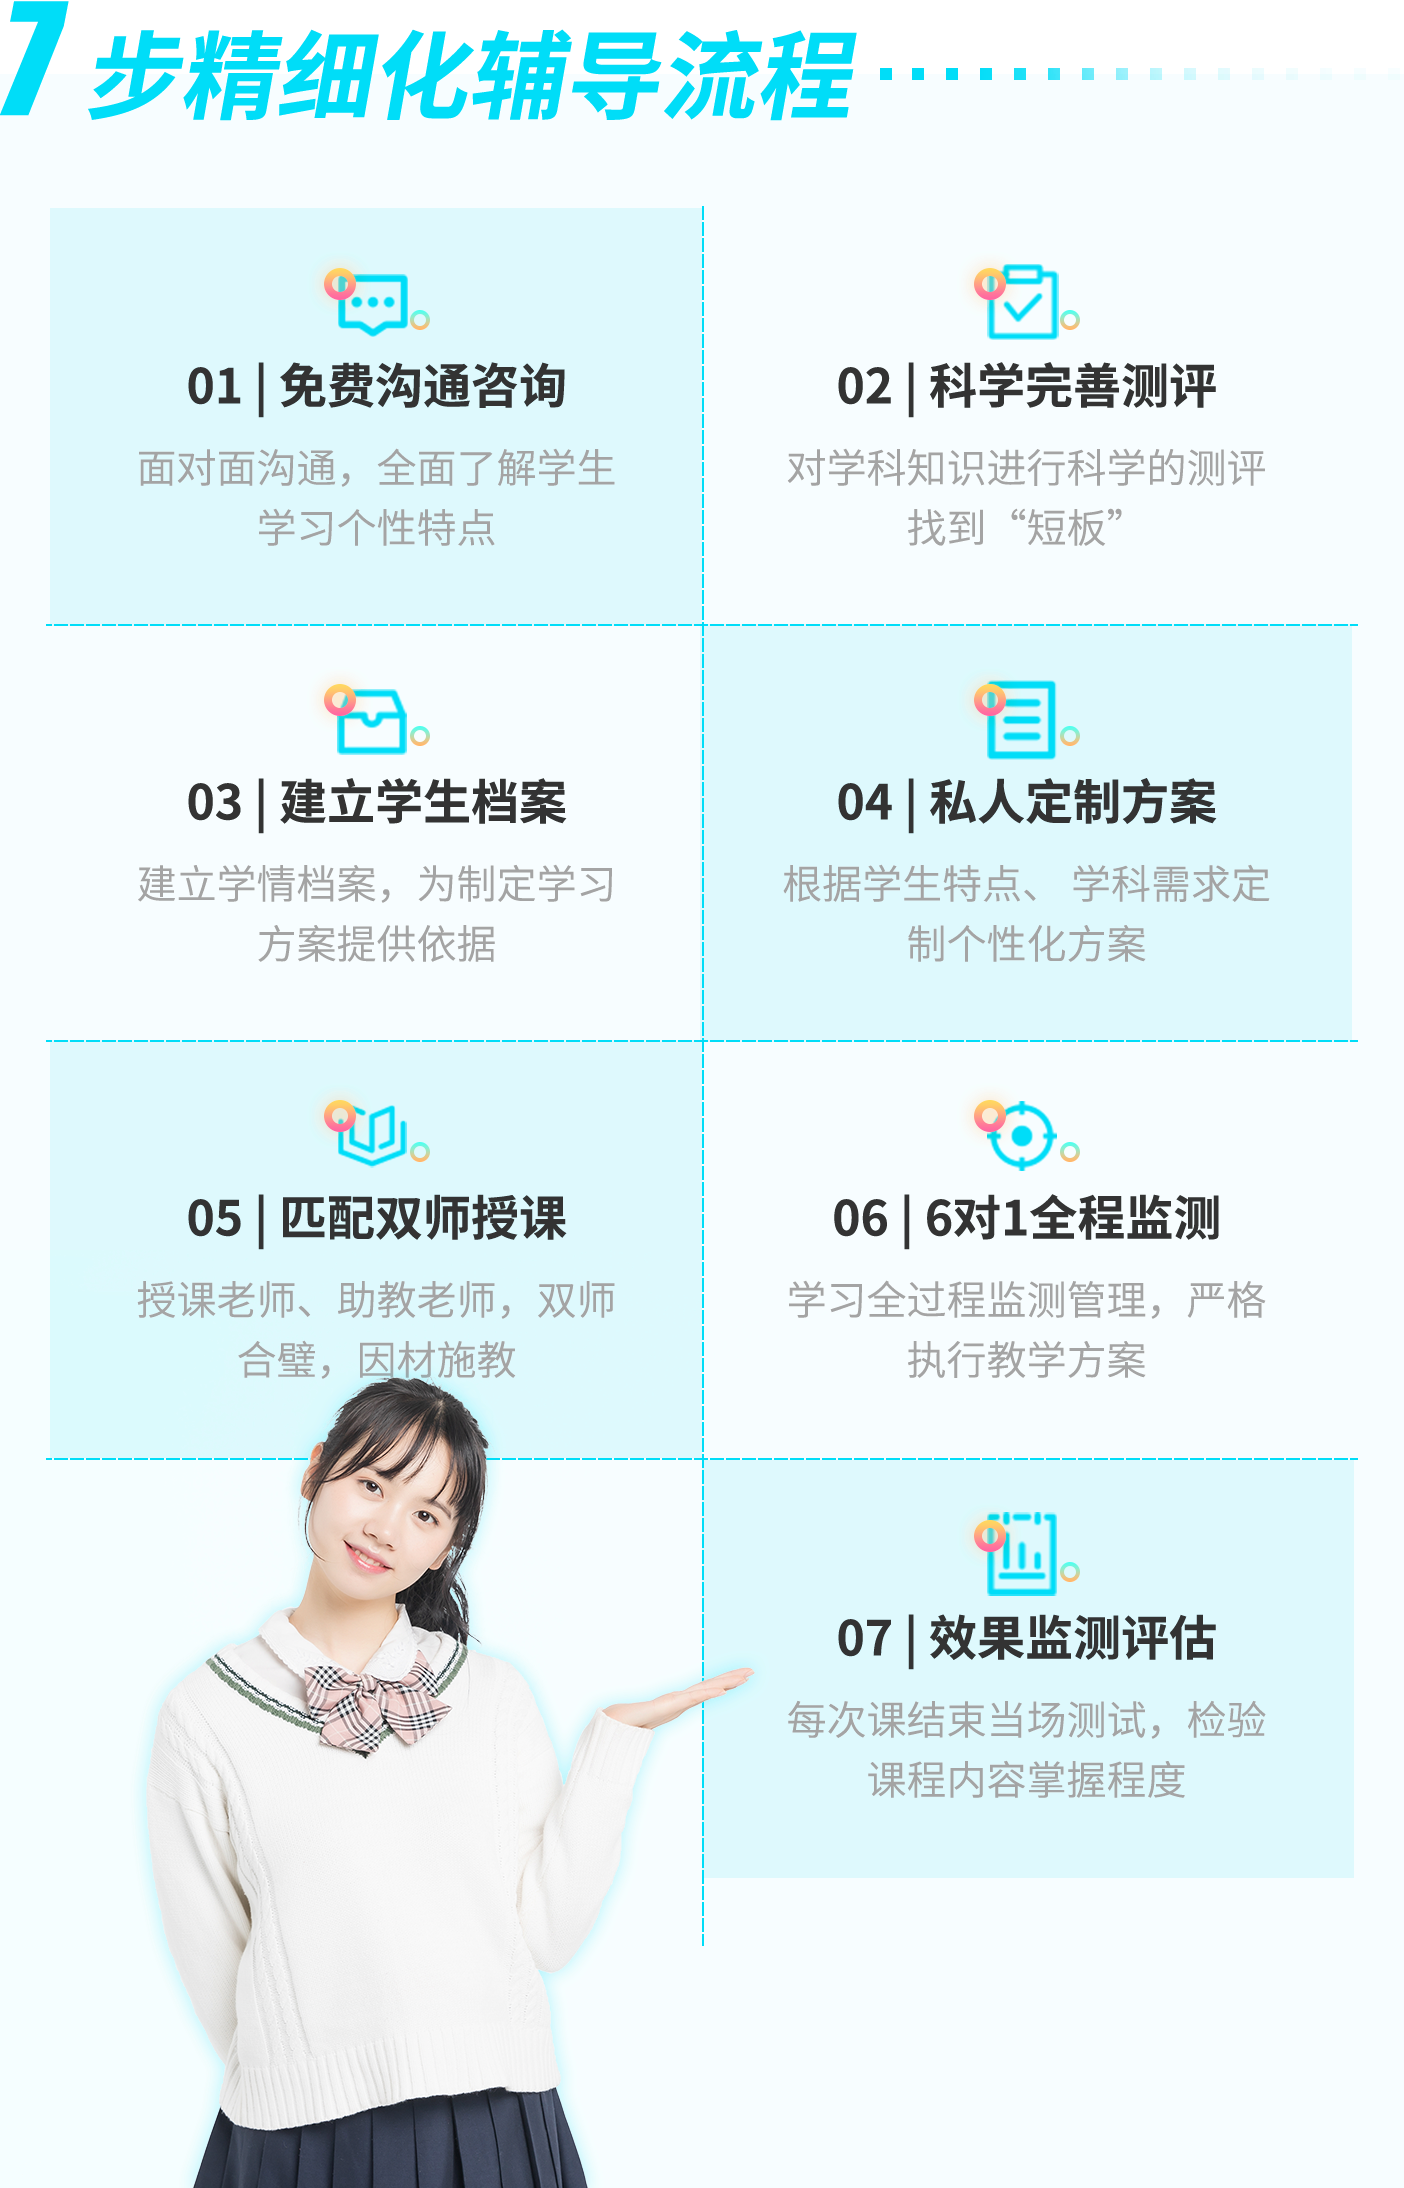 7步精细化辅导流程
01 | 免费沟通咨询
面对面沟通，全面了解学生
学习个性特点
02 | 科学完善测评
对学科知识进行科学的测评
找到“短板”
03 | 建立学生档案
建立学情档案，为制定学习
方案提供依据
04 | 私人定制方案
根据学生特点、 学科需求定
制个性化方案
05 | 匹配双师授课
授课老师、助教老师，双师
合璧，因材施教
06 | 6对1全程监测
学习全过程监测管理，严格
执行教学方案
07 | 效果监测评估
每次课结束当场测试，检验
课程内容掌握程度